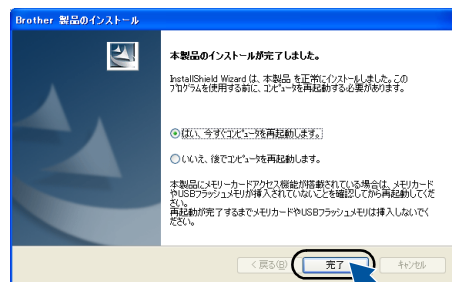 Brother 製品のインストール
本製品のインストールが完了しました。
InstallShield Wizard は、本製品 を正常にインストールしました。この
プログラムを使用する前に、コンピュータを再起動する必要があります。
はい、今すぐコンピュータを再起動します。
いいえ、後でコンピュータを再起動します。
本製品にメモリーカードアクセス機能が搭載されている場合は、メモリカード
やUSBフラッシュメモリが挿入されていないことを確認してから再起動してくだ
さい。
再起動が完了するまでメモリカードやUSBフラッシュメモリは挿入しないでく
ださい。
< 戻る(B)
完了
キャンセル